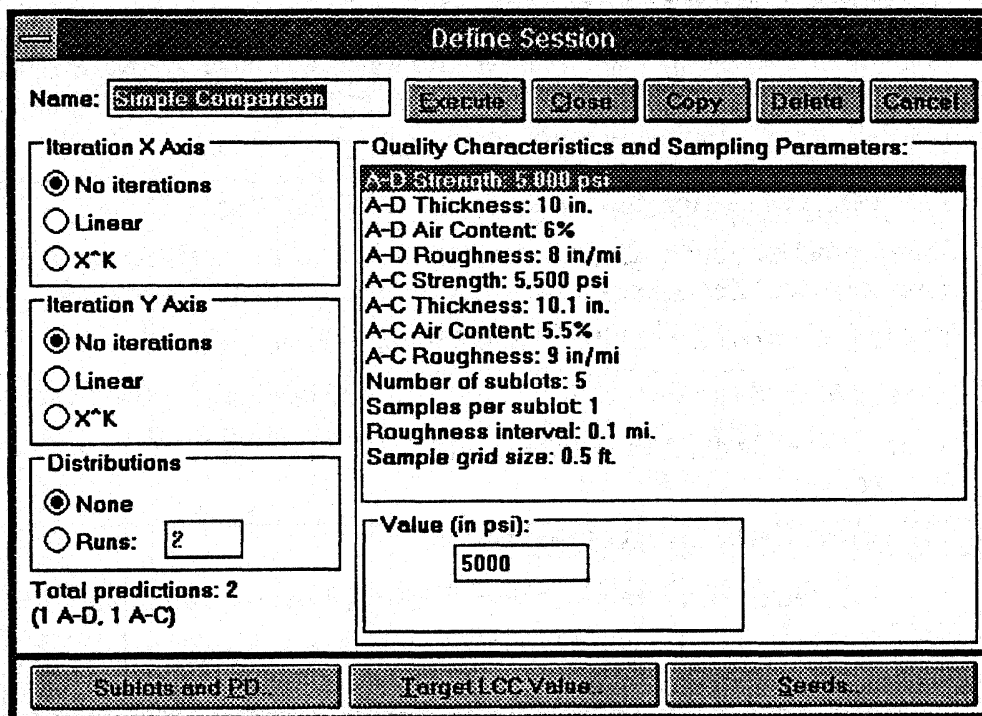 Define Session
Name: Simple Comparison
Execute Close Copy Delete Cancel
Iteration X Axis
No iterations
Linear
X^K
Iteration Y Axis
No iterations
Linear
X^K
Distributions
None
Runs: 2
Total predictions: 2
(1 A-D, 1 A-C)
Quality Characteristics and Sampling Parameters:
A-D Strength: 5,000 psi
A-D Thickness: 10 in.
A-D Air Content: 6%
A-D Roughness: 8 in/mi
A-C Strength: 5,500 psi
A-C Thickness: 10.1 in.
A-C Air Content: 5.5%
A-C Roughness: 9 in/mi
Number of sublots: 5
Samples per sublot: 1
Roughness interval: 0.1 mi.
Sample grid size: 0.5 ft.
Value (in psi):
5000
Sublots and PD... Target LCC Value... Seeds...